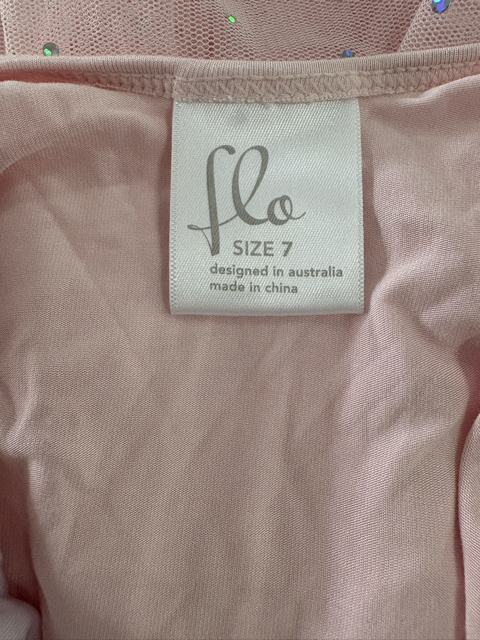 flo
SIZE 7
designed in australia
made in china